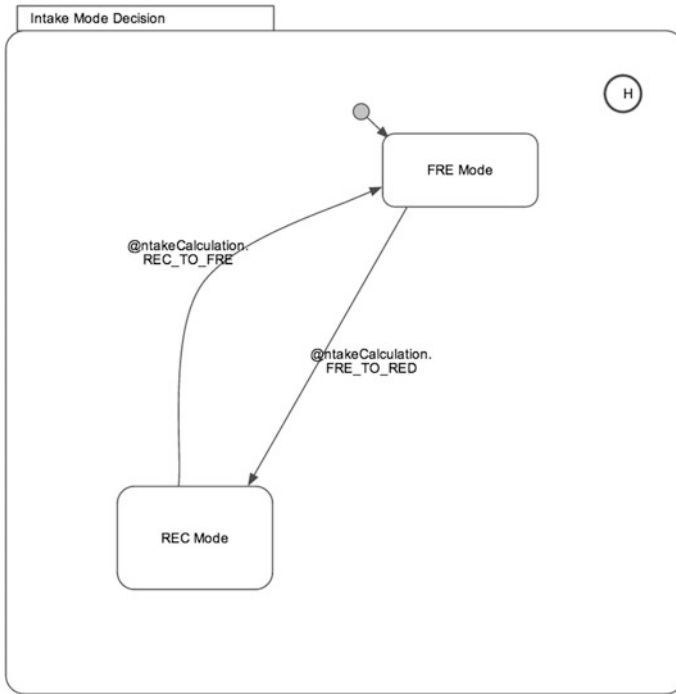 Intake Mode Decision
H
FRE Mode
@ntakeCalculation.
REC_TO_FRE
@ntakeCalculation.
FRE_TO_RED
REC Mode